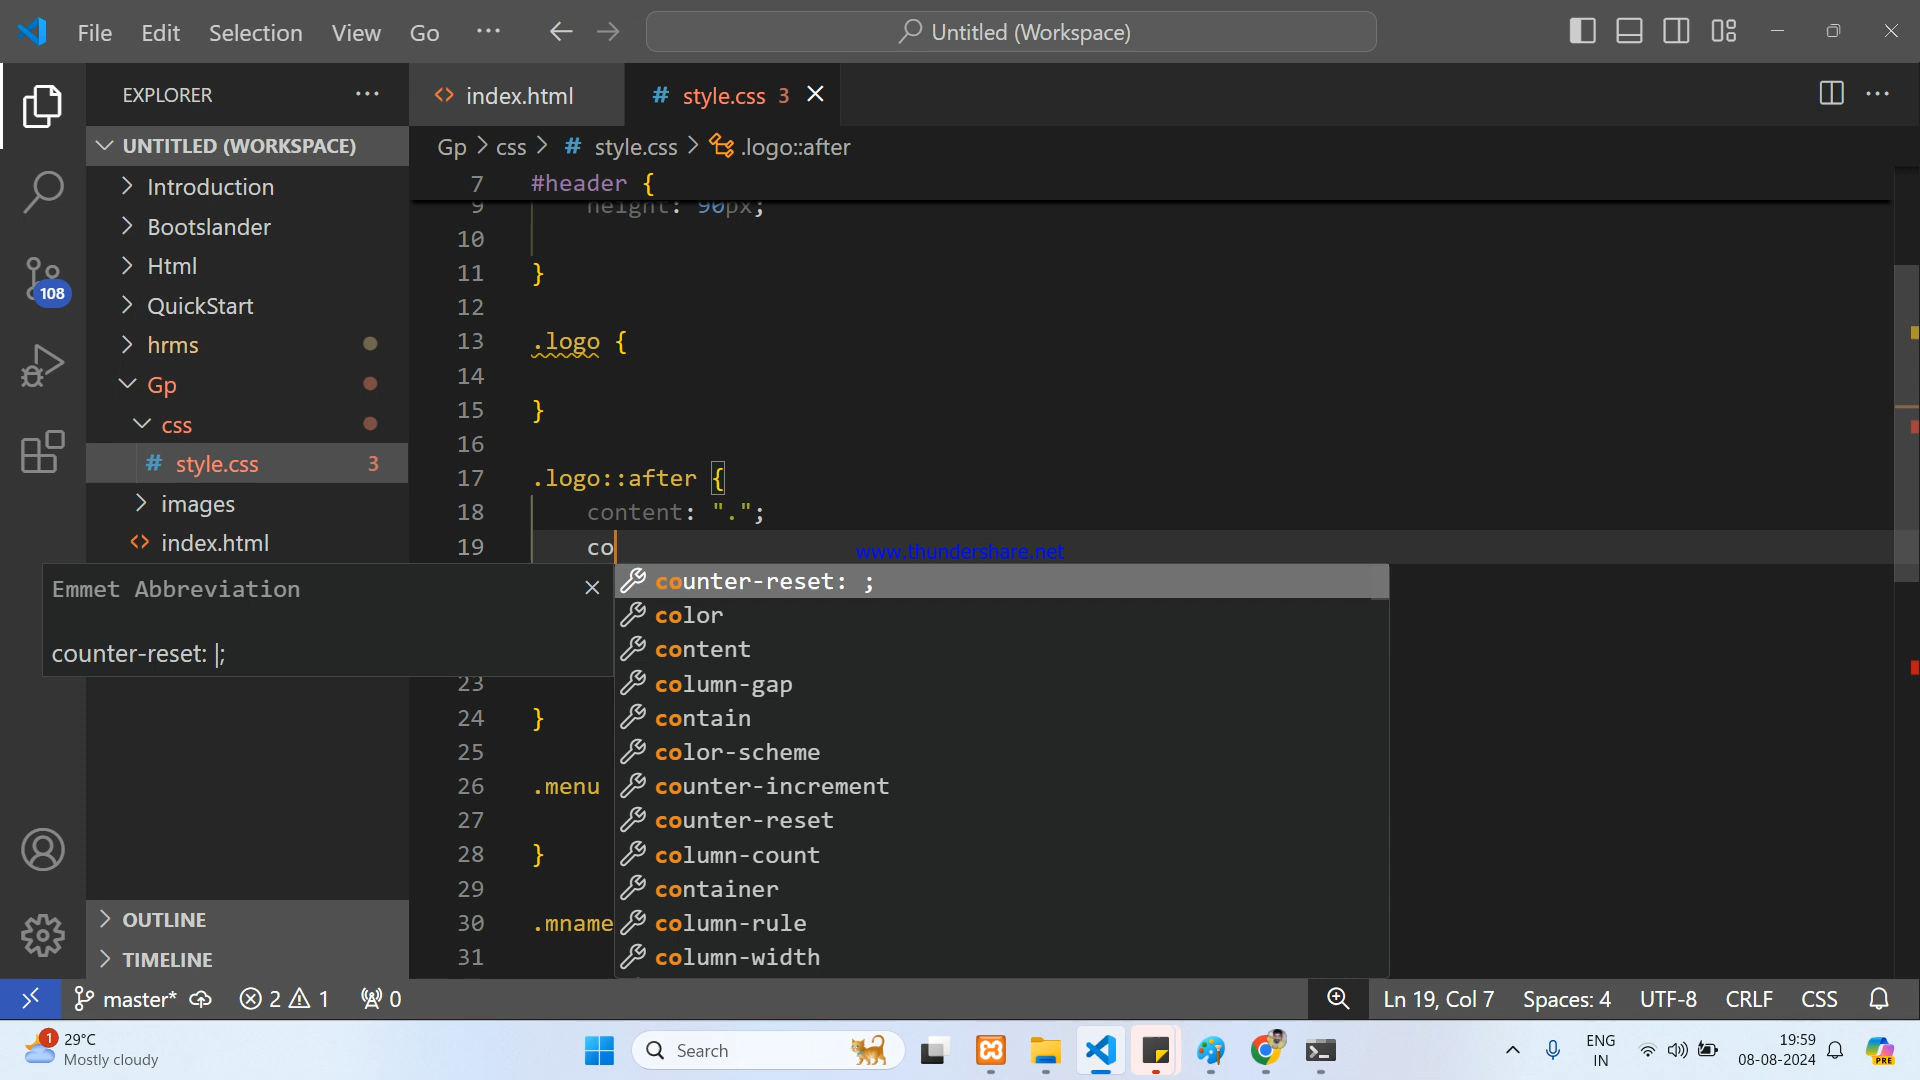 File Edit Selection View Go ··· Untitled (Workspace)
EXPLORER ···
UNTITLED (WORKSPACE)
Introduction
Bootslander
Html
QuickStart
hrms
Gp
css
# style.css 3
images
<> index.html
108
OUTLINE
TIMELINE
<> index.html
# style.css 3
Gp > css > # style.css > .logo::after
7 #header {
9 height: 90px;
10
11 }
12
13 .logo {
14
15 }
16
17 .logo::after {
18 content: ".";
19 co
www.thundershare.net
Emmet Abbreviation
counter-reset: |;
counter-reset: ;
color
content
column-gap
contain
color-scheme
counter-increment
counter-reset
column-count
container
column-rule
column-width
23
24 }
25
26 .menu
27
28 }
29
30 .mname
31
master* 2 1 0
Ln 19, Col 7 Spaces: 4 UTF-8 CRLF CSS
1 29°C
Mostly cloudy
Search
PRE
ENG
IN
19:59
08-08-2024